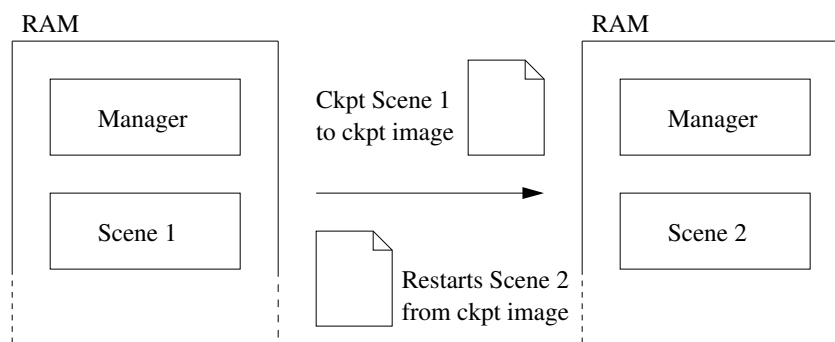 RAM
Manager
Scene 1
Ckpt Scene 1
to ckpt image
Restarts Scene 2
from ckpt image
RAM
Manager
Scene 2